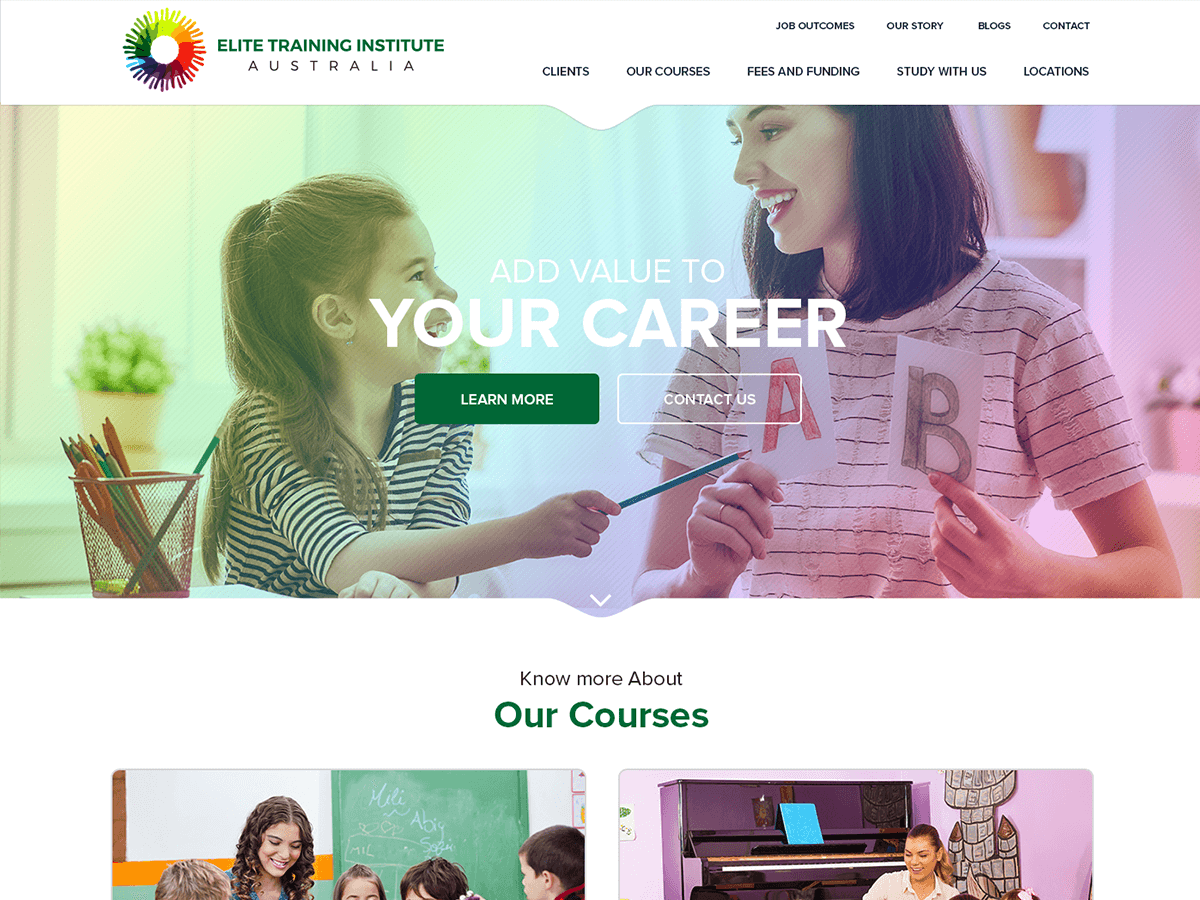 JOB OUTCOMES OUR STORY BLOGS CONTACT
ELITE TRAINING INSTITUTE
AUSTRALIA
CLIENTS OUR COURSES FEES AND FUNDING STUDY WITH US LOCATIONS
ADD VALUE TO
YOUR CAREER
LEARN MORE CONTACT US
A B
Know more About
Our Courses
Mili
Abig